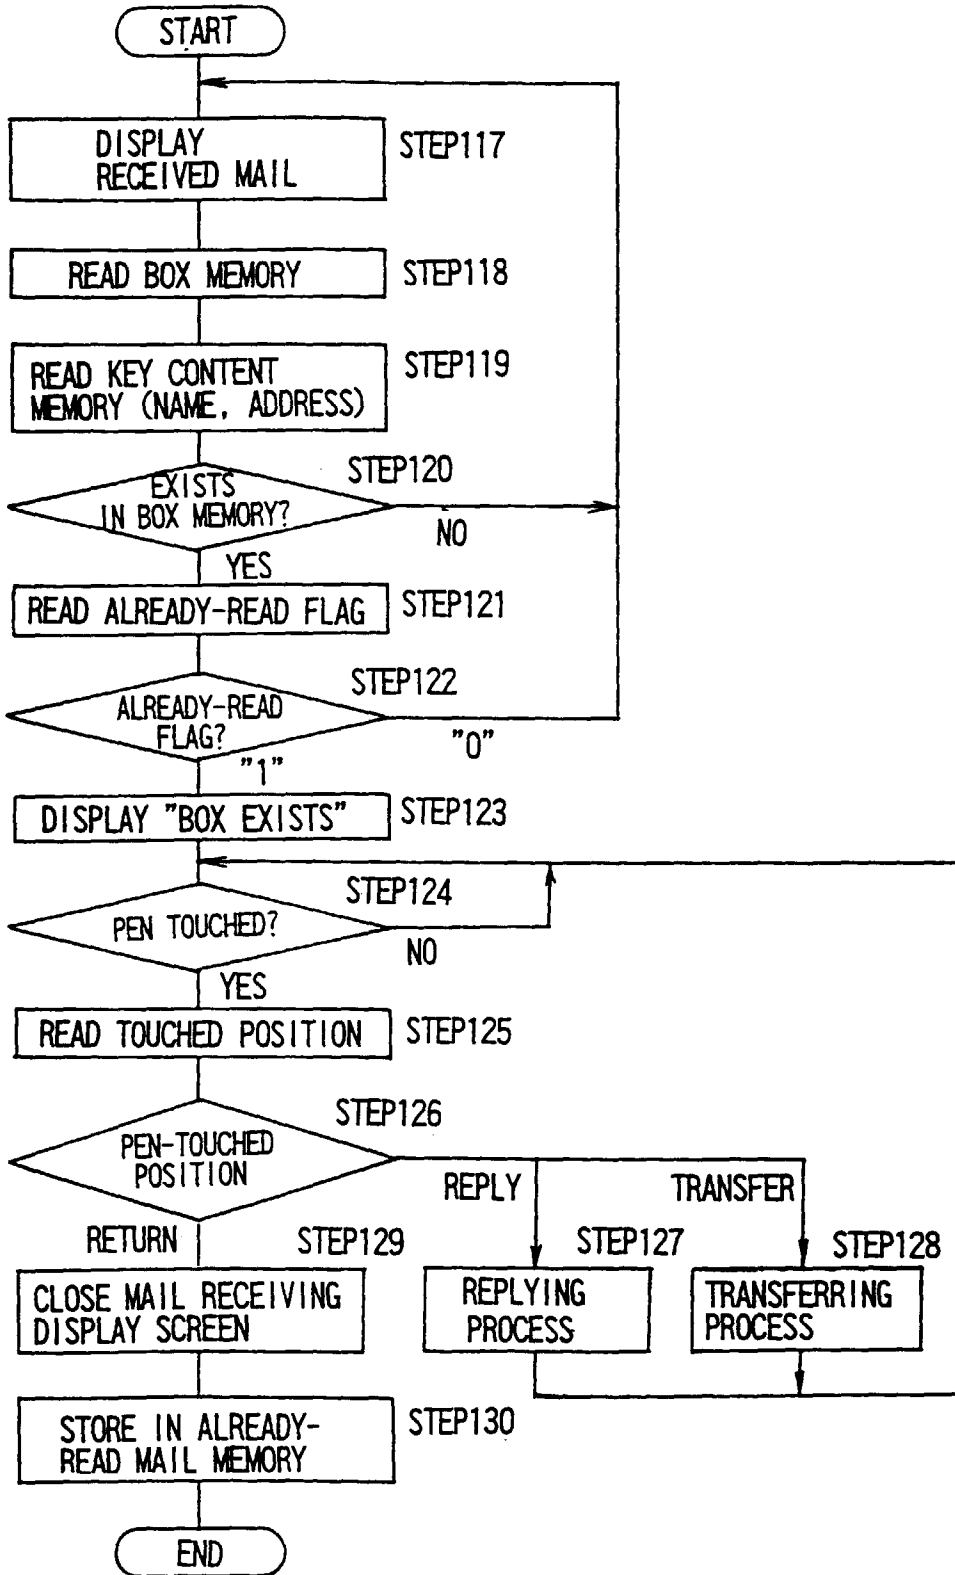 START
DISPLAY
RECEIVED MAIL
STEP117
READ BOX MEMORY
STEP118
READ KEY CONTENT
MEMORY (NAME, ADDRESS)
STEP119
STEP120
EXISTS
IN BOX MEMORY?
NO
YES
READ ALREADY-READ FLAG
STEP121
STEP122
ALREADY-READ
FLAG?
"0"
"1"
DISPLAY "BOX EXISTS"
STEP123
STEP124
PEN TOUCHED?
NO
YES
READ TOUCHED POSITION
STEP125
STEP126
PEN-TOUCHED
POSITION
REPLY
TRANSFER
RETURN
STEP129
STEP127
STEP128
CLOSE MAIL RECEIVING
DISPLAY SCREEN
REPLYING
PROCESS
TRANSFERRING
PROCESS
STORE IN ALREADY-
READ MAIL MEMORY
STEP130
END